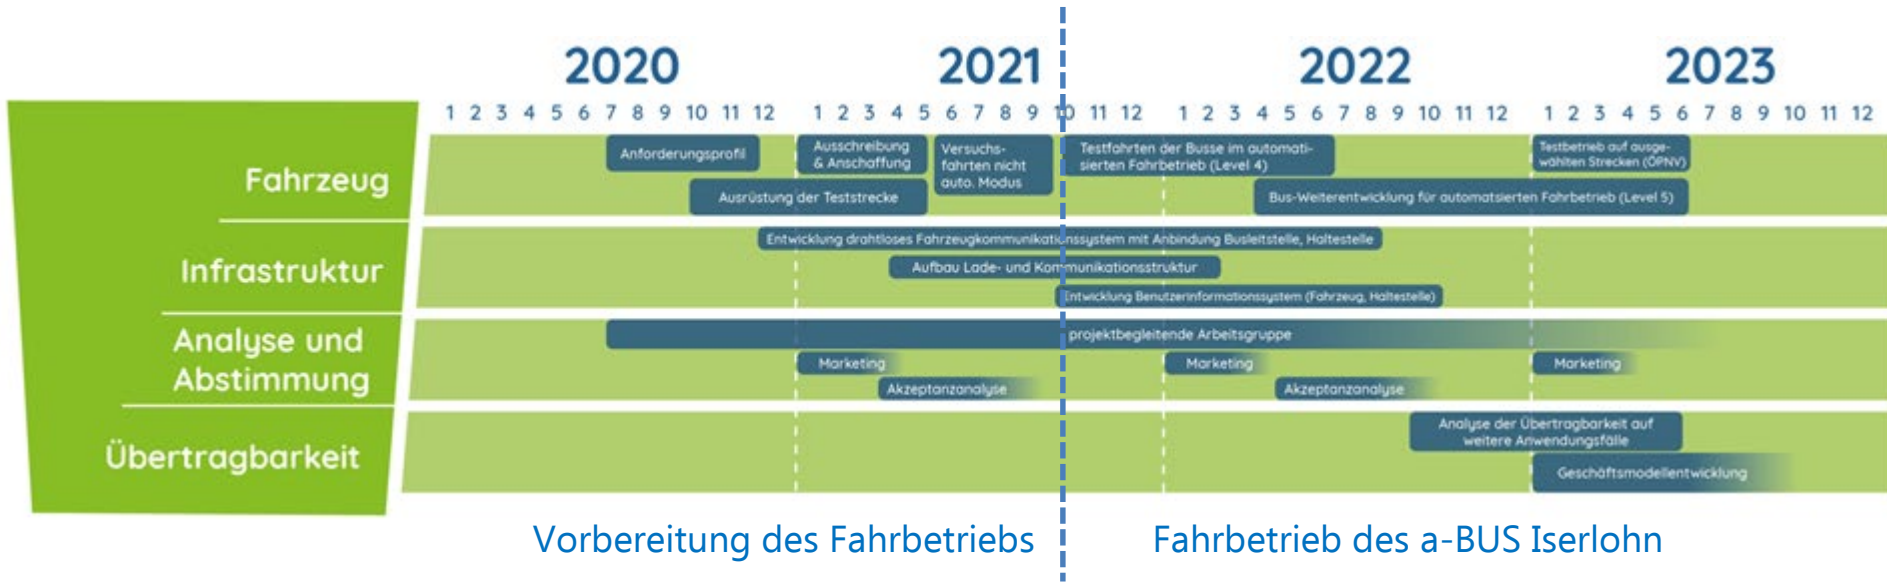 2020 2021 2022 2023
1 2 3 4 5 6 7 8 9 10 11 12 1 2 3 4 5 6 7 8 9 10 11 12 1 2 3 4 5 6 7 8 9 10 11 12 1 2 3 4 5 6 7 8 9 10 11 12
Fahrzeug
Anforderungsprofil
Ausschreibung
& Anschaffung
Versuchs-
fahrten nicht
auto. Modus
Testfahrten der Busse im automati-
sierten Fahrbetrieb (Level 4)
Testbetrieb auf ausge-
wählten Strecken (ÖPNV)
Ausrüstung der Teststrecke
Bus-Weiterentwicklung für automatsierten Fahrbetrieb (Level 5)
Infrastruktur
Entwicklung drahtloses Fahrzeugkommunikationssystem mit Anbindung Busleitstelle, Haltestelle
Aufbau Lade- und Kommunikationsstruktur
Entwicklung Benutzerinformationssystem (Fahrzeug, Haltestelle)
Analyse und
Abstimmung
projektbegleitende Arbeitsgruppe
Marketing
Marketing
Marketing
Akzeptanzanalyse
Akzeptanzanalyse
Übertragbarkeit
Analyse der Übertragbarkeit auf
weitere Anwendungsfälle
Geschäftsmodellentwicklung
Vorbereitung des Fahrbetriebs
Fahrbetrieb des a-BUS Iserlohn